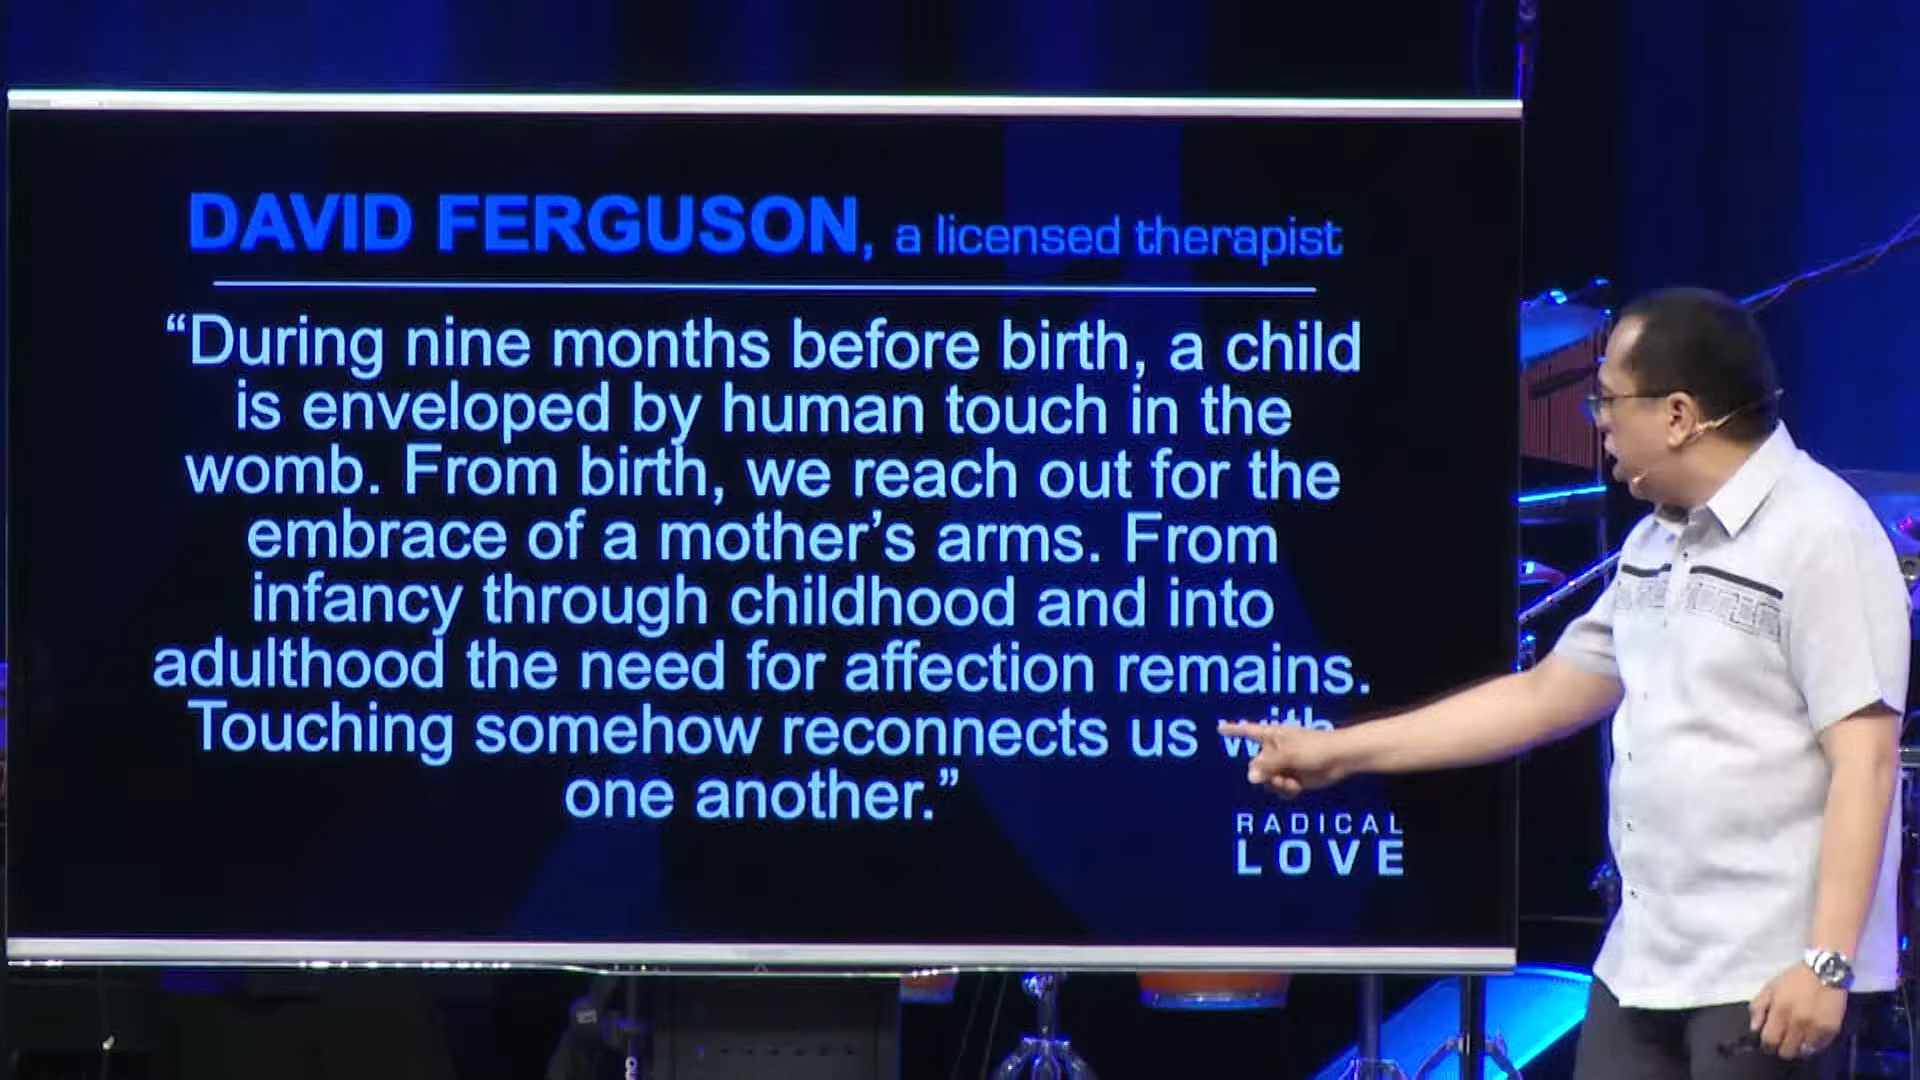 DAVID FERGUSON, a licensed therapist
“During nine months before birth, a child
is enveloped by human touch in the
womb. From birth, we reach out for the
embrace of a mother’s arms. From
infancy through childhood and into
adulthood the need for affection remains.
Touching somehow reconnects us with
one another.”
RADICAL
LOVE